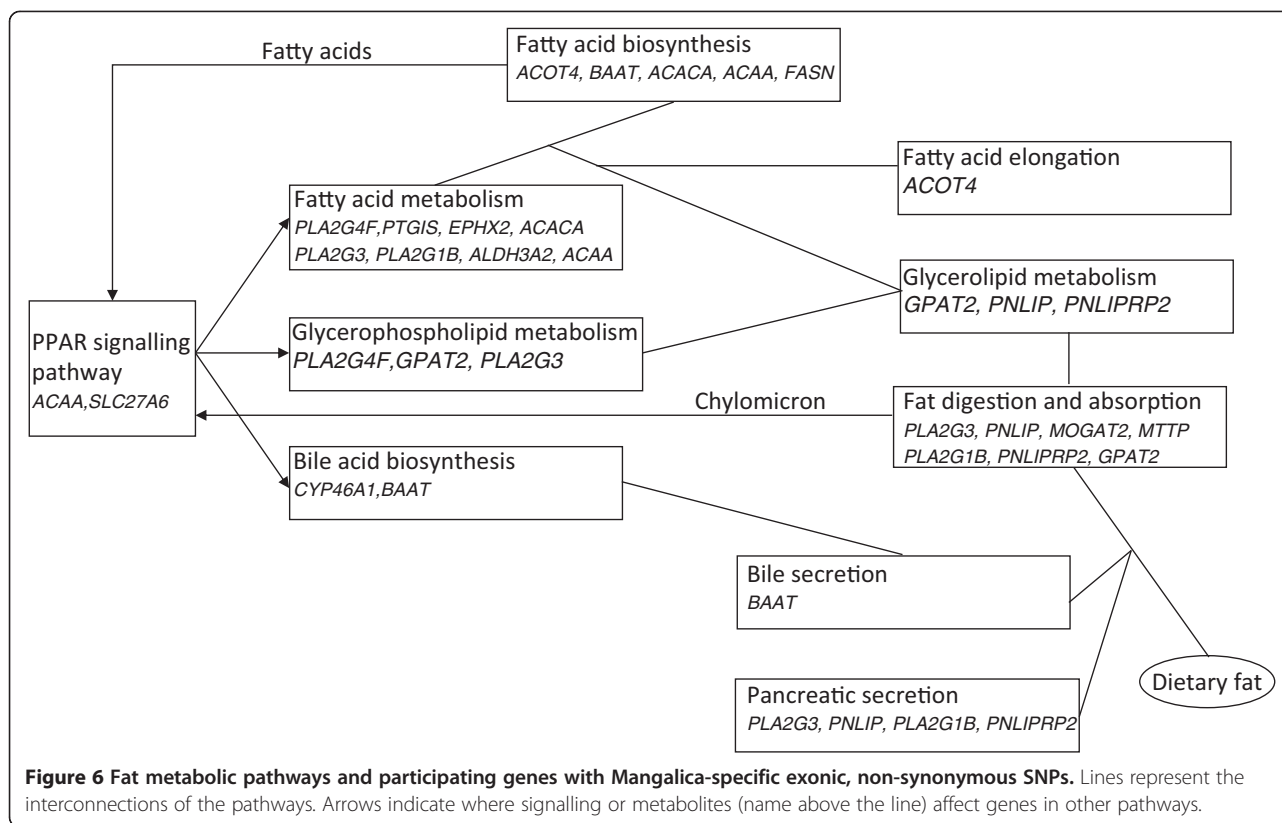 Fatty acids
Fatty acid biosynthesis
ACOT4, BAAT, ACACA, ACAA, FASN
Fatty acid elongation
ACOT4
Fatty acid metabolism
PLA2G4F,PTGIS, EPHX2, ACACA
PLA2G3, PLA2G1B, ALDH3A2, ACAA
Glycerolipid metabolism
GPAT2, PNLIP, PNLIPRP2
PPAR signalling
pathway
ACAA,SLC27A6
Glycerophospholipid metabolism
PLA2G4F,GPAT2, PLA2G3
Chylomicron
Fat digestion and absorption
PLA2G3, PNLIP, MOGAT2, MTTP
PLA2G1B, PNLIPRP2, GPAT2
Bile acid biosynthesis
CYP46A1,BAAT
Bile secretion
BAAT
Pancreatic secretion
PLA2G3, PNLIP, PLA2G1B, PNLIPRP2
Dietary fat
Figure 6 Fat metabolic pathways and participating genes with Mangalica-specific exonic, non-synonymous SNPs. Lines represent the
interconnections of the pathways. Arrows indicate where signalling or metabolites (name above the line) affect genes in other pathways.